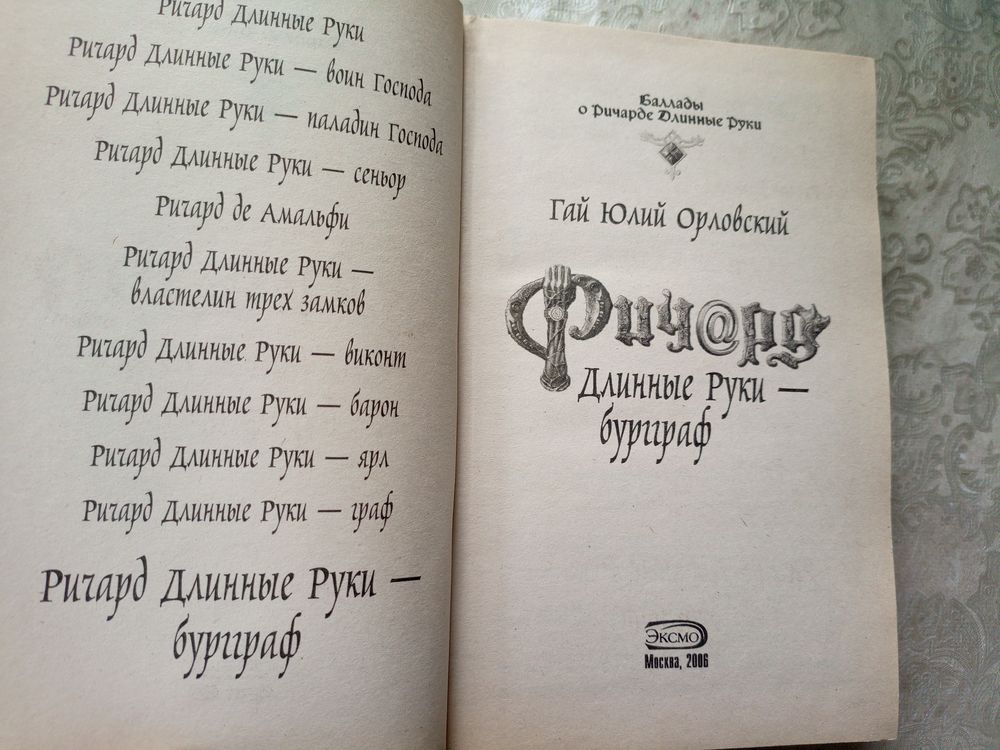 Ричард Длинные Руки
Ричард Длинные Руки — воин Господа
Ричард Длинные Руки — паладин Господа
Ричард Длинные Руки — сеньор
Ричард де Амальфи
Ричард Длинные Руки —
властелин трех замков
Ричард Длинные Руки — виконт
Ричард Длинные Руки — барон
Ричард Длинные Руки — ярл
Ричард Длинные Руки — граф
Ричард Длинные Руки —
бургграф
Баллады
о Ричарде Длинные Руки
Гай Юлий Орловский
Рич@рд
Длинные Руки —
бургграф
ЭКСМО
Москва, 2006